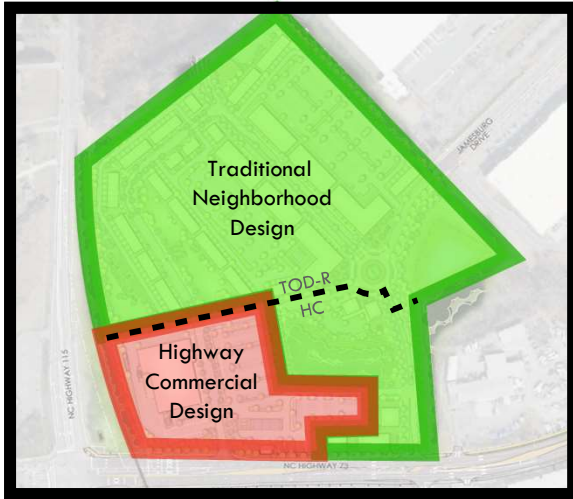 JAMESBURG
DRIVE
Traditional
Neighborhood
Design
TOD-R
HC
Highway
Commercial
Design
NC HIGHWAY 115
NC HIGHWAY 73